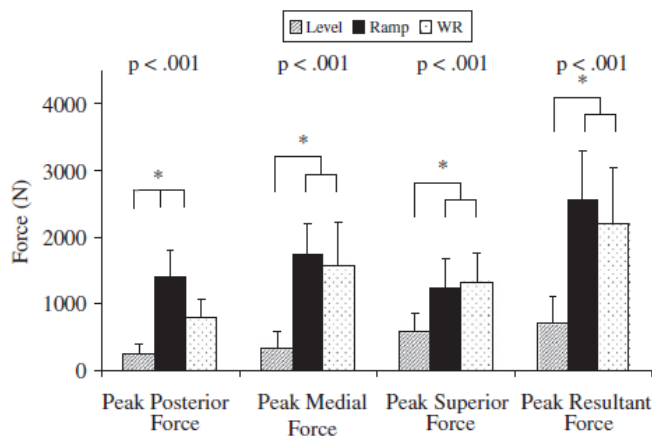 Level Ramp WR
p < .001 p < .001 p < .001 p < .001
*
* * *
4000
3000
2000
1000
0
Force (N)
Peak Posterior Force
Peak Medial Force
Peak Superior Force
Peak Resultant Force